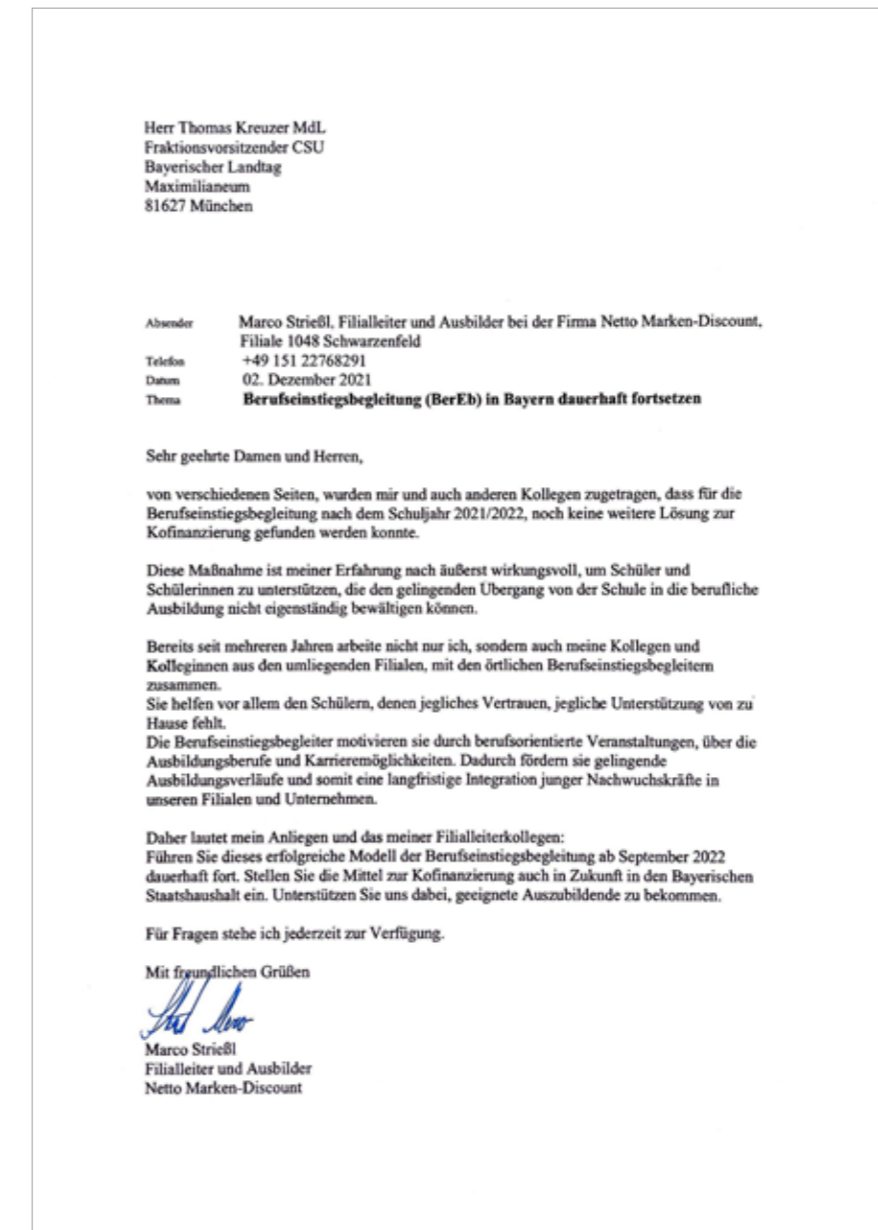 Herr Thomas Kreuzer MdL
Fraktionsvorsitzender CSU
Bayerischer Landtag
Maximilianeum
81627 München
Absender Marco Strießl, Filialleiter und Ausbilder bei der Firma Netto Marken-Discount,
Filiale 1048 Schwarzenfeld
Telefon +49 151 22768291
Datum 02. Dezember 2021
Thema Berufseinstiegsbegleitung (BerEb) in Bayern dauerhaft fortsetzen
Sehr geehrte Damen und Herren,
von verschiedenen Seiten, wurden mir und auch anderen Kollegen zugetragen, dass für die
Berufseinstiegsbegleitung nach dem Schuljahr 2021/2022, noch keine weitere Lösung zur
Kofinanzierung gefunden werden konnte.
Diese Maßnahme ist meiner Erfahrung nach äußerst wirkungsvoll, um Schüler und
Schülerinnen zu unterstützen, die den gelingenden Übergang von der Schule in die berufliche
Ausbildung nicht eigenständig bewältigen können.
Bereits seit mehreren Jahren arbeite nicht nur ich, sondern auch meine Kollegen und
Kolleginnen aus den umliegenden Filialen, mit den örtlichen Berufseinstiegsbegleitern
zusammen.
Sie helfen vor allem den Schülern, denen jegliches Vertrauen, jegliche Unterstützung von zu
Hause fehlt.
Die Berufseinstiegsbegleiter motivieren sie durch berufsorientierte Veranstaltungen, über die
Ausbildungsberufe und Karrieremöglichkeiten. Dadurch fördern sie gelingende
Ausbildungsverläufe und somit eine langfristige Integration junger Nachwuchskräfte in
unseren Filialen und Unternehmen.
Daher lautet mein Anliegen und das meiner Filialleiterkollegen:
Führen Sie dieses erfolgreiche Modell der Berufseinstiegsbegleitung ab September 2022
dauerhaft fort. Stellen Sie die Mittel zur Kofinanzierung auch in Zukunft in den Bayerischen
Staatshaushalt ein. Unterstützen Sie uns dabei, geeignete Auszubildende zu bekommen.
Für Fragen stehe ich jederzeit zur Verfügung.
Mit freundlichen Grüßen
Marco Strießl
Filialleiter und Ausbilder
Netto Marken-Discount